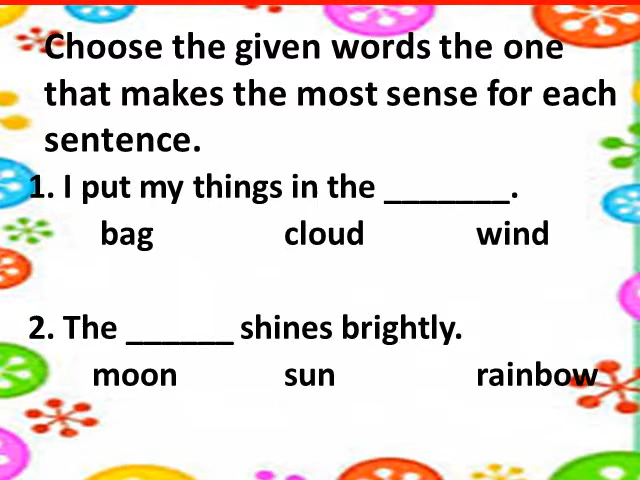 Choose the given words the one
that makes the most sense for each
sentence.
1. I put my things in the _______.
bag cloud wind
2. The ______ shines brightly.
moon sun rainbow